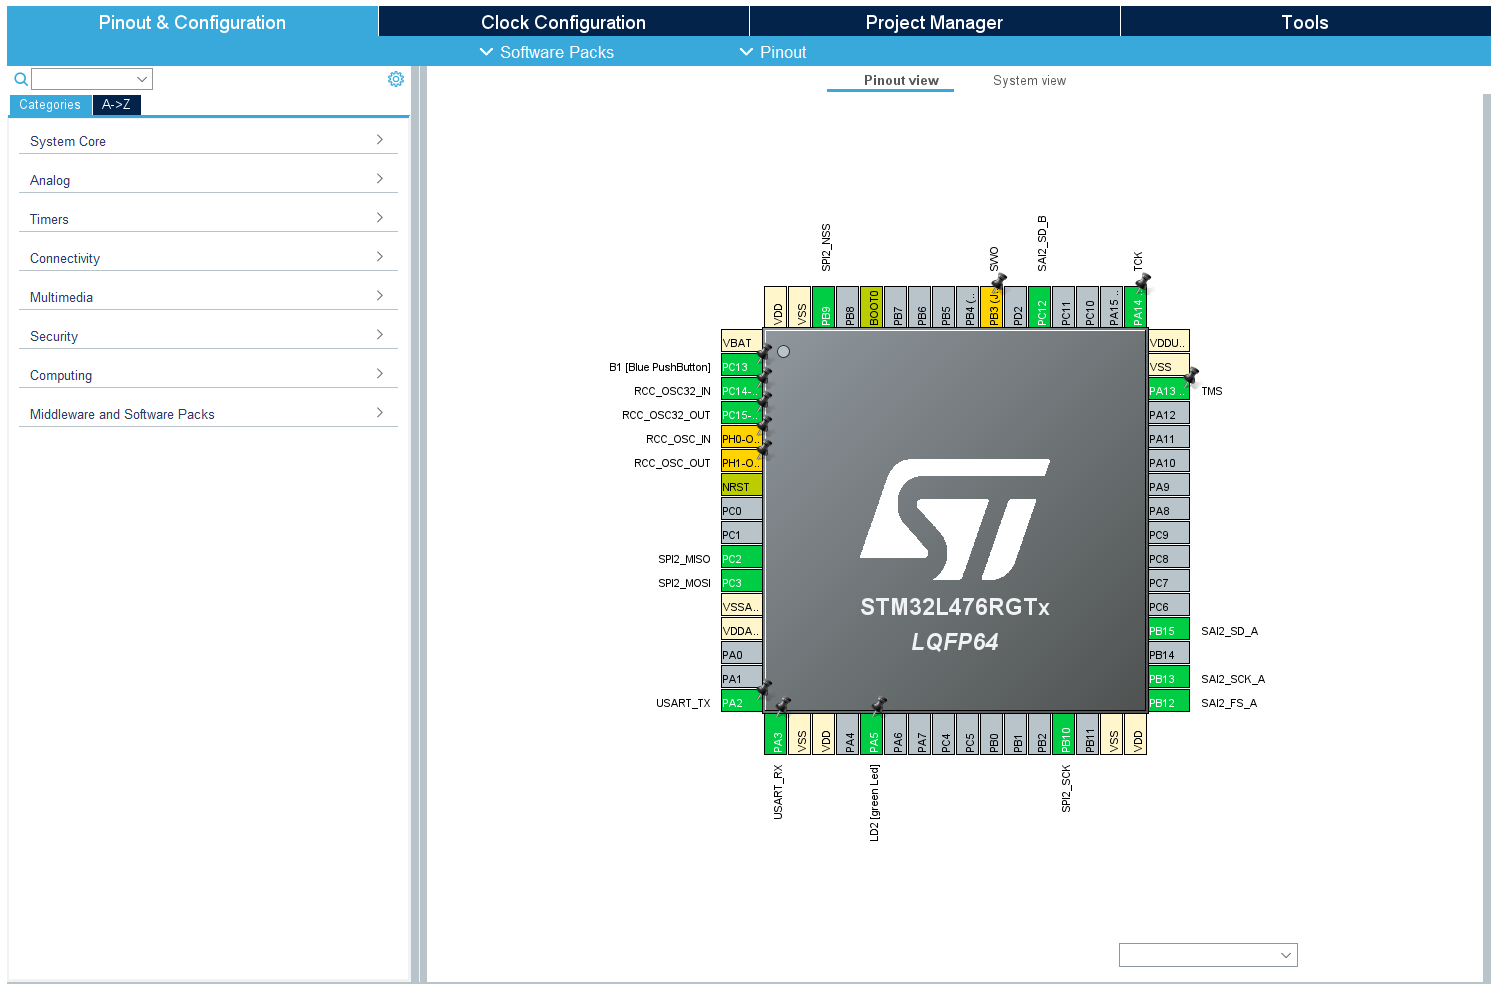 Pinout & Configuration
Clock Configuration
Project Manager
Tools
Software Packs
Pinout
Categories
A->Z
System Core
Analog
Timers
Connectivity
Multimedia
Security
Computing
Middleware and Software Packs
Pinout view
System view
SPI2_NSS
SWO
SAI2_SD_B
TCK
VDD
VSS
PB9
PB8
BOOT0
PB7
PB6
PB5
PB4 (..
PB3 (J..
PD2
PC12
PC11
PC10
PA15 ..
PA14 ..
VBAT
B1 [Blue PushButton]
PC13
RCC_OSC32_IN
PC14-..
RCC_OSC32_OUT
PC15-..
RCC_OSC_IN
PH0-O..
RCC_OSC_OUT
PH1-O..
NRST
PC0
PC1
SPI2_MISO
PC2
SPI2_MOSI
PC3
VSSA..
VDDA..
PA0
PA1
USART_TX
PA2
STM32L476RGTx
LQFP64
VDDU..
VSS
PA13 ..
TMS
PA12
PA11
PA10
PA9
PA8
PC9
PC8
PC7
PC6
PB15
SAI2_SD_A
PB14
PB13
SAI2_SCK_A
PB12
SAI2_FS_A
PA3
VSS
VDD
PA4
PA5
PA6
PA7
PC4
PC5
PB0
PB1
PB2
PB10
PB11
VSS
VDD
USART_RX
LD2 [green Led]
SPI2_SCK